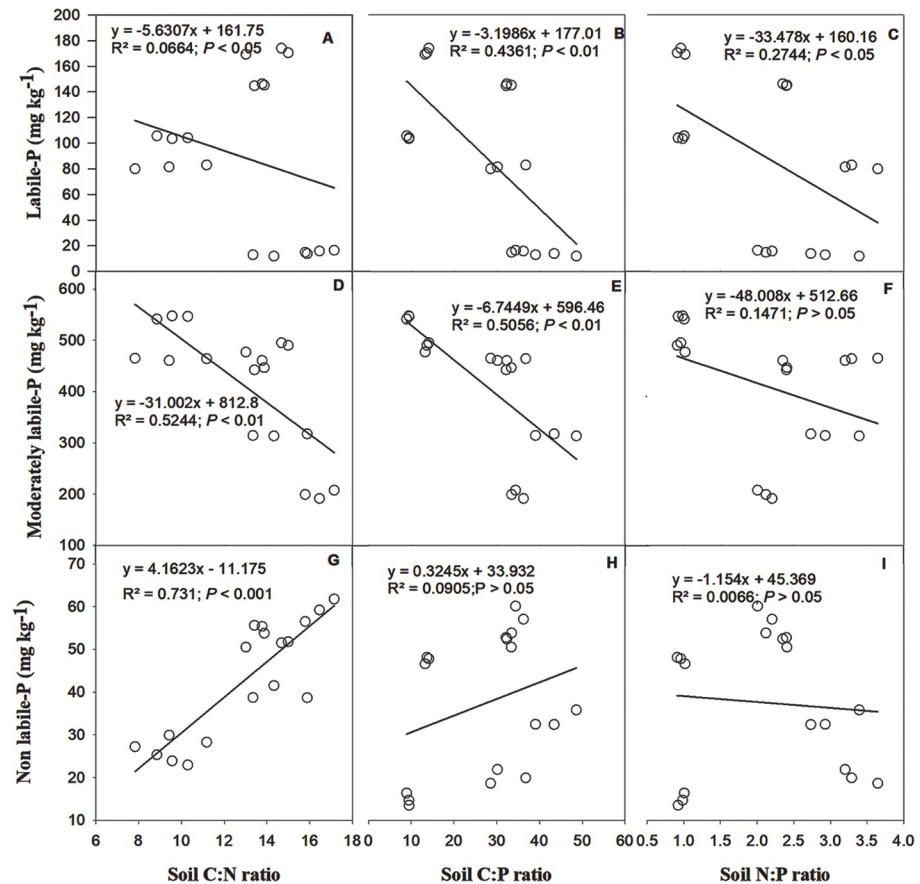 y = -5.6307x + 161.75
R² = 0.0664; P < 0.05
A
y = -3.1986x + 177.01
R² = 0.4361; P < 0.01
B
y = -33.478x + 160.16
R² = 0.2744; P < 0.05
C
Labile-P (mg kg-1)
200
180
160
140
120
100
80
60
40
20
0
D
y = -31.002x + 812.8
R² = 0.5244; P < 0.01
E
y = -6.7449x + 596.46
R² = 0.5056; P < 0.01
F
y = -48.008x + 512.66
R² = 0.1471; P > 0.05
Moderately labile-P (mg kg-1)
600
500
400
300
200
100
G
y = 4.1623x - 11.175
R² = 0.731; P < 0.001
H
y = 0.3245x + 33.932
R² = 0.0905;P > 0.05
I
y = -1.154x + 45.369
R² = 0.0066; P > 0.05
Non labile-P (mg kg-1)
70
60
50
40
30
20
10
6 8 10 12 14 16 18
0 10 20 30 40 50 60
0.5 1.0 1.5 2.0 2.5 3.0 3.5 4.0
Soil C:N ratio
Soil C:P ratio
Soil N:P ratio